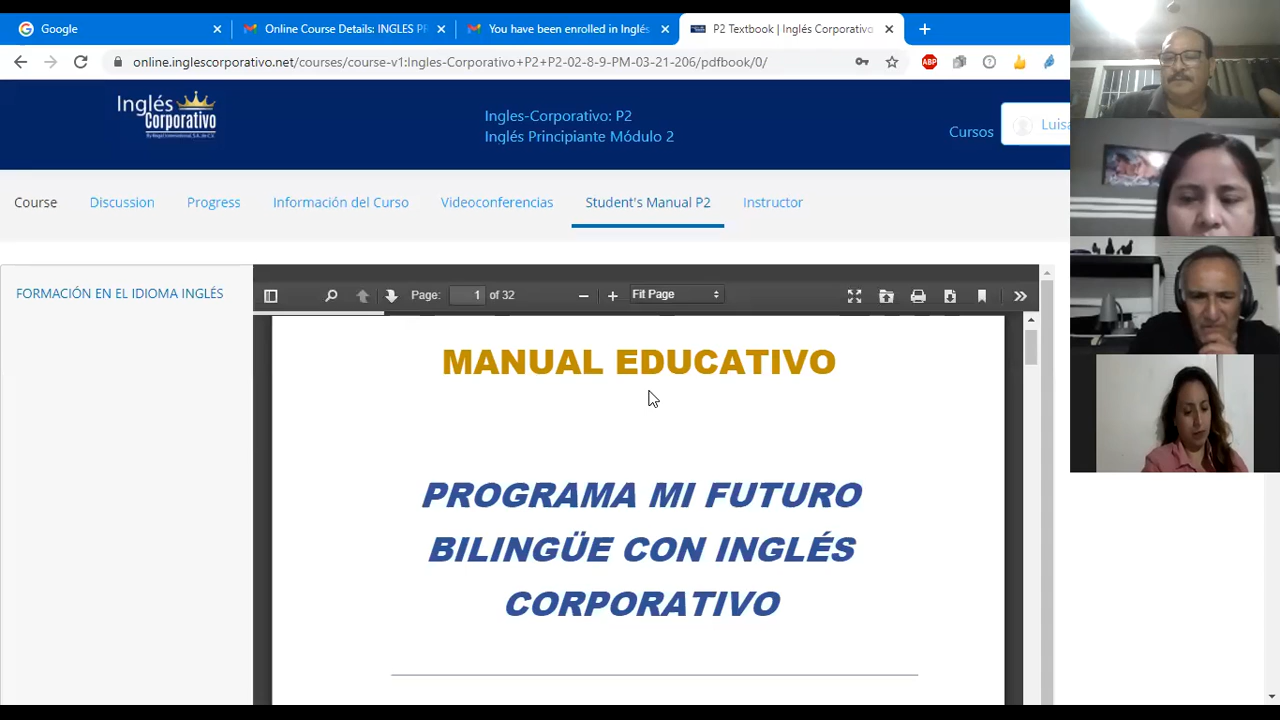 Google
Online Course Details: INGLES PR
You have been enrolled in Inglés
P2 Textbook | Inglés Corporativo
online.inglescorporativo.net/courses/course-v1:Ingles-Corporativo+P2+P2-02-8-9-PM-03-21-206/pdfbook/0/
ABP
Inglés
Corporativo
Ingles-Corporativo: P2
Inglés Principiante Módulo 2
Cursos
Luisa
Course
Discussion
Progress
Información del Curso
Videoconferencias
Student's Manual P2
Instructor
FORMACIÓN EN EL IDIOMA INGLÉS
Page: 1 of 32
Fit Page
MANUAL EDUCATIVO
PROGRAMA MI FUTURO
BILINGÜE CON INGLÉS
CORPORATIVO